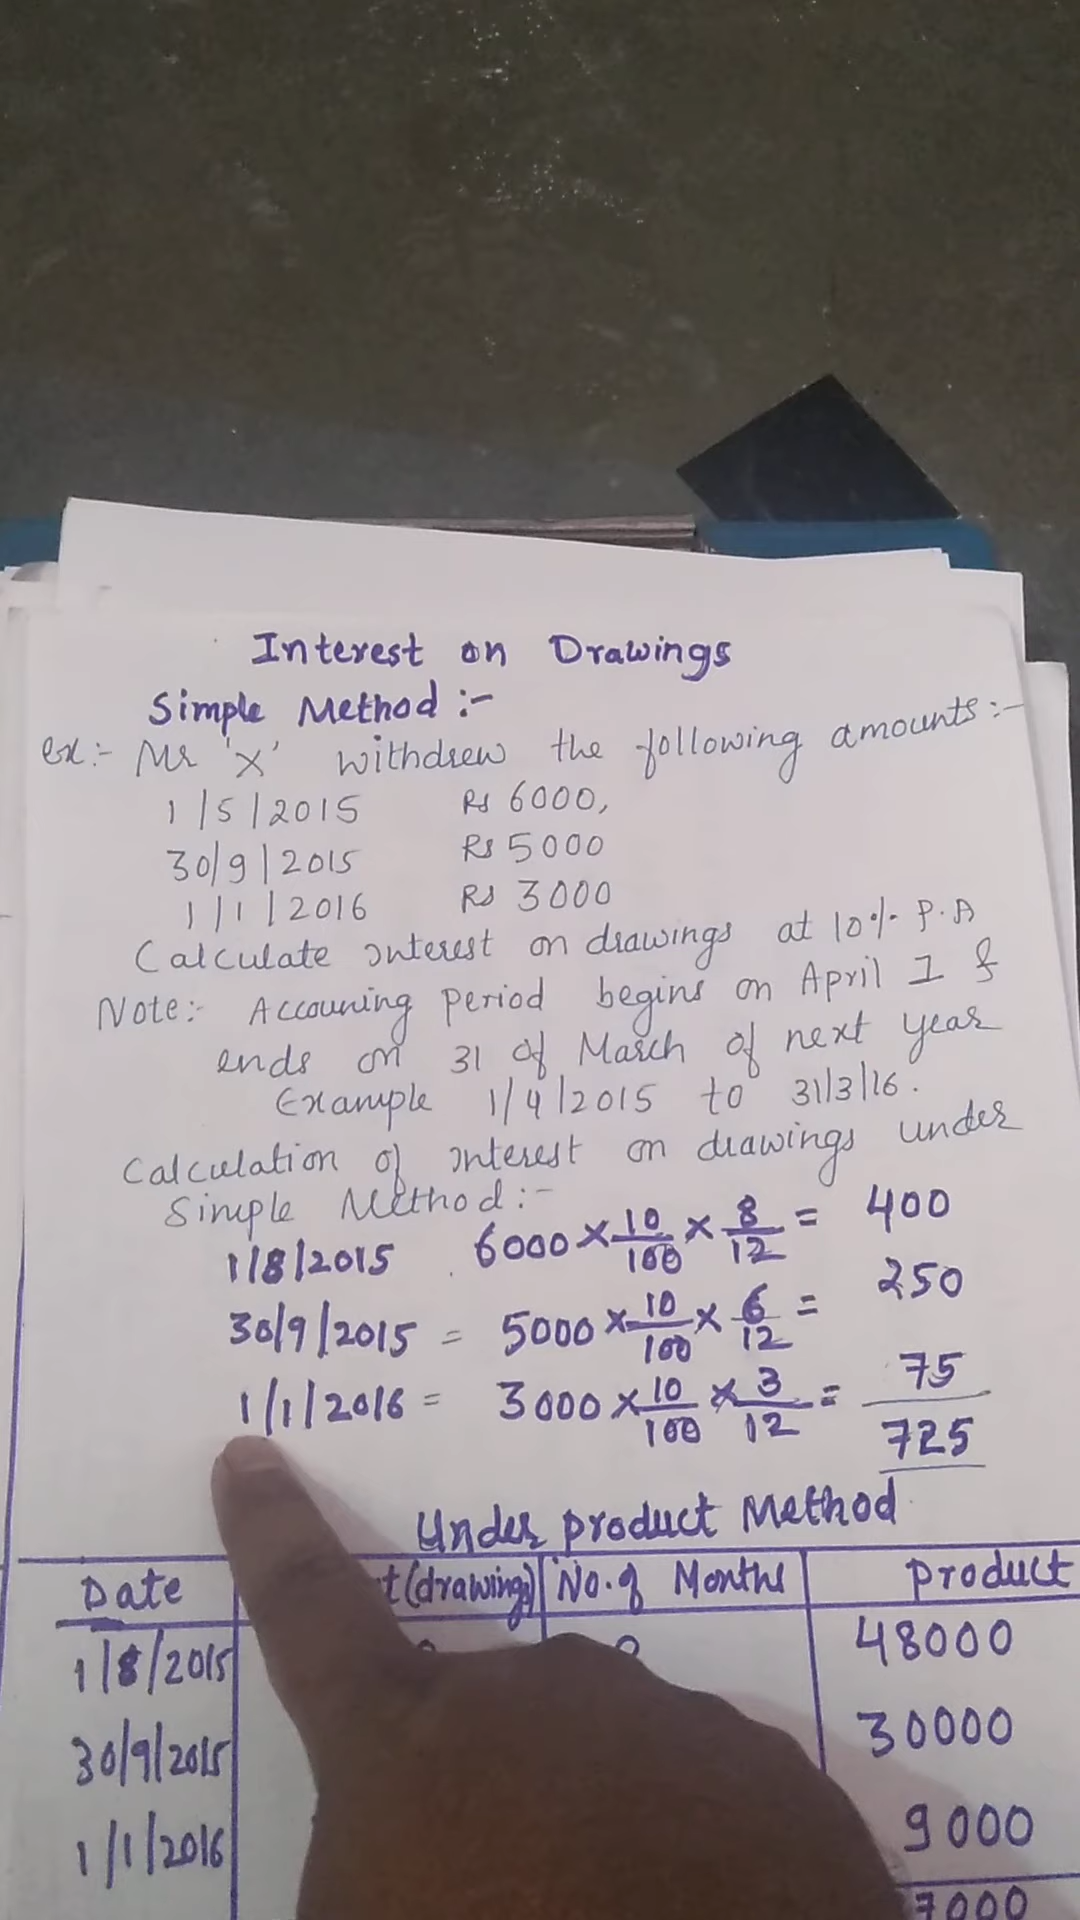 Interest on Drawings
Simple Method :-
ex:- Mr 'X' withdrew the following amounts:-
1/5/2015 Rs 6000,
30/9/2015 Rs 5000
1/1/2016 Rs 3000
Calculate interest on drawings at 10% P.A
Note:- Accouning period begins on April 1 &
ends on 31 of March of next year
Example 1/4/2015 to 31/3/16.
Calculation of interest on drawings under
Simple Method:-
1/8/2015 6000 × 10/100 × 8/12 = 400
30/9/2015 = 5000 × 10/100 × 6/12 = 250
1/1/2016 = 3000 × 10/100 × 3/12 = 75
725
Under product Method
Date t(drawings) No. of Months Product
1/8/2015 48000
30/9/2015 30000
1/1/2016 9000
7000